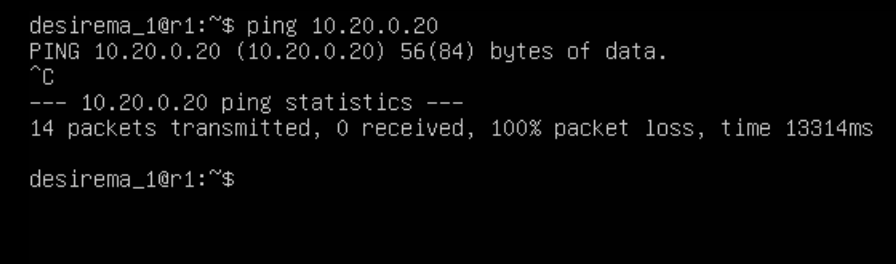 desirema_1@r1:~$ ping 10.20.0.20
PING 10.20.0.20 (10.20.0.20) 56(84) bytes of data.
^C
--- 10.20.0.20 ping statistics ---
14 packets transmitted, 0 received, 100% packet loss, time 13314ms
desirema_1@r1:~$